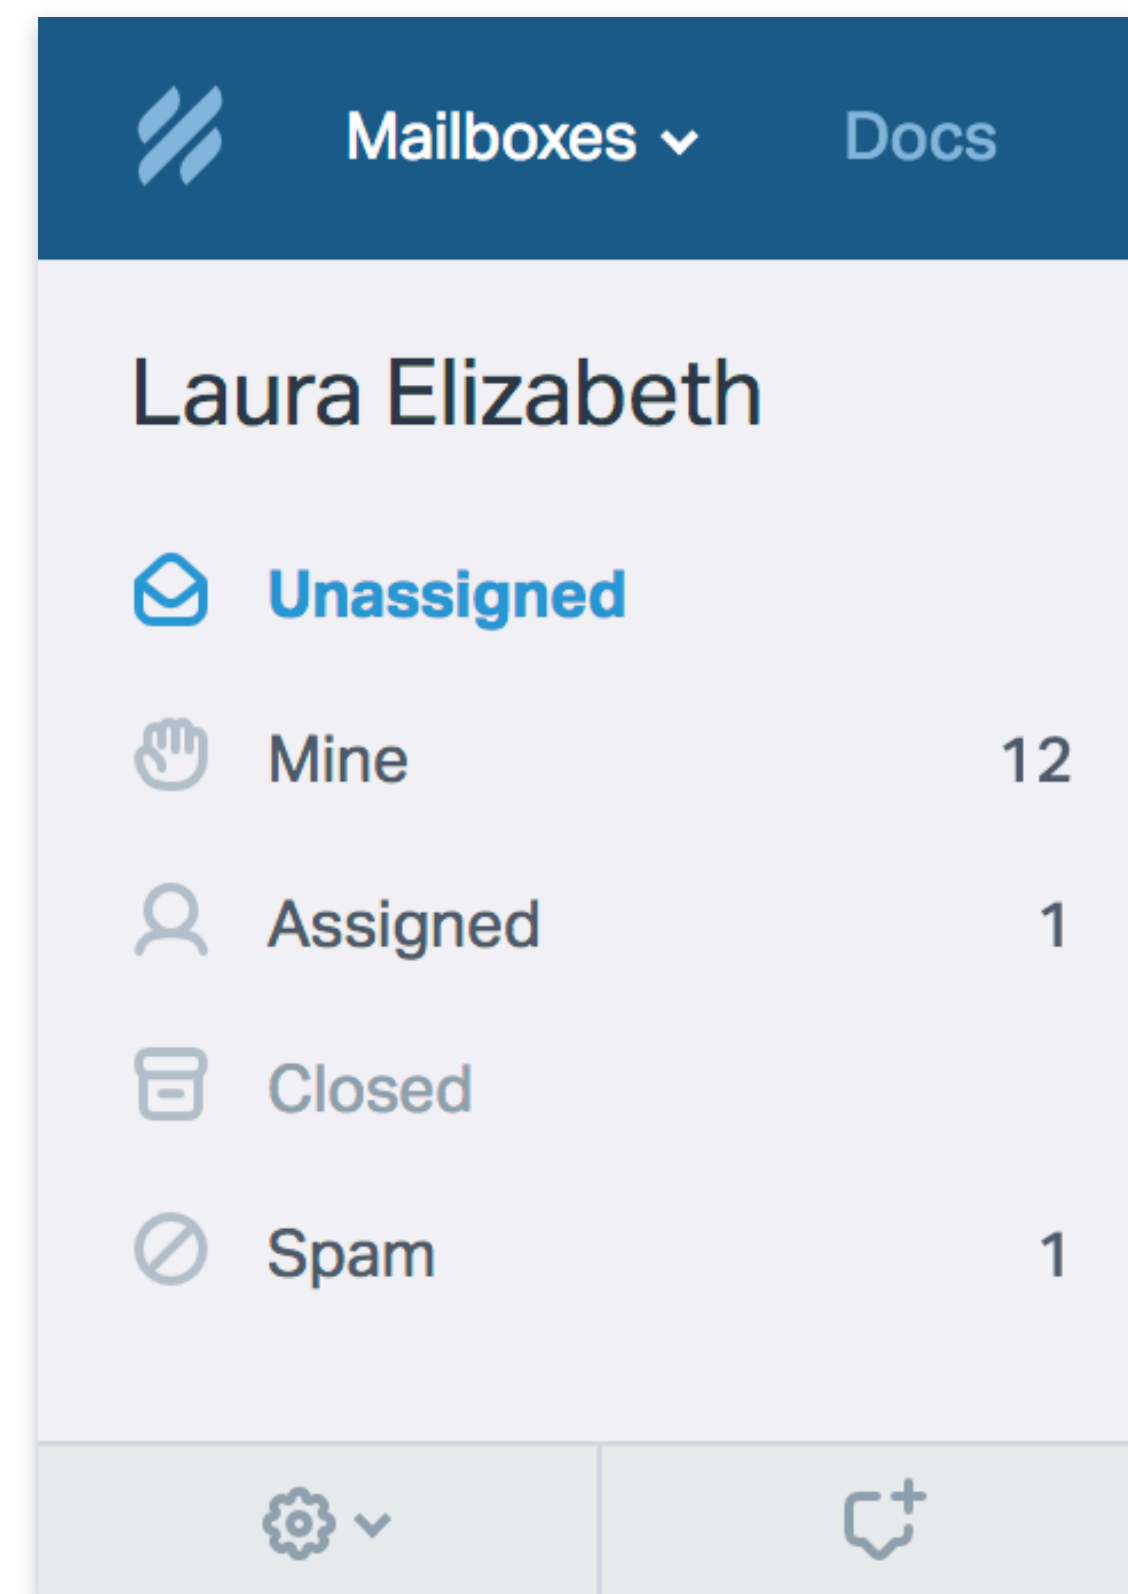 Mailboxes Docs
Laura Elizabeth
Unassigned
Mine 12
Assigned 1
Closed
Spam 1